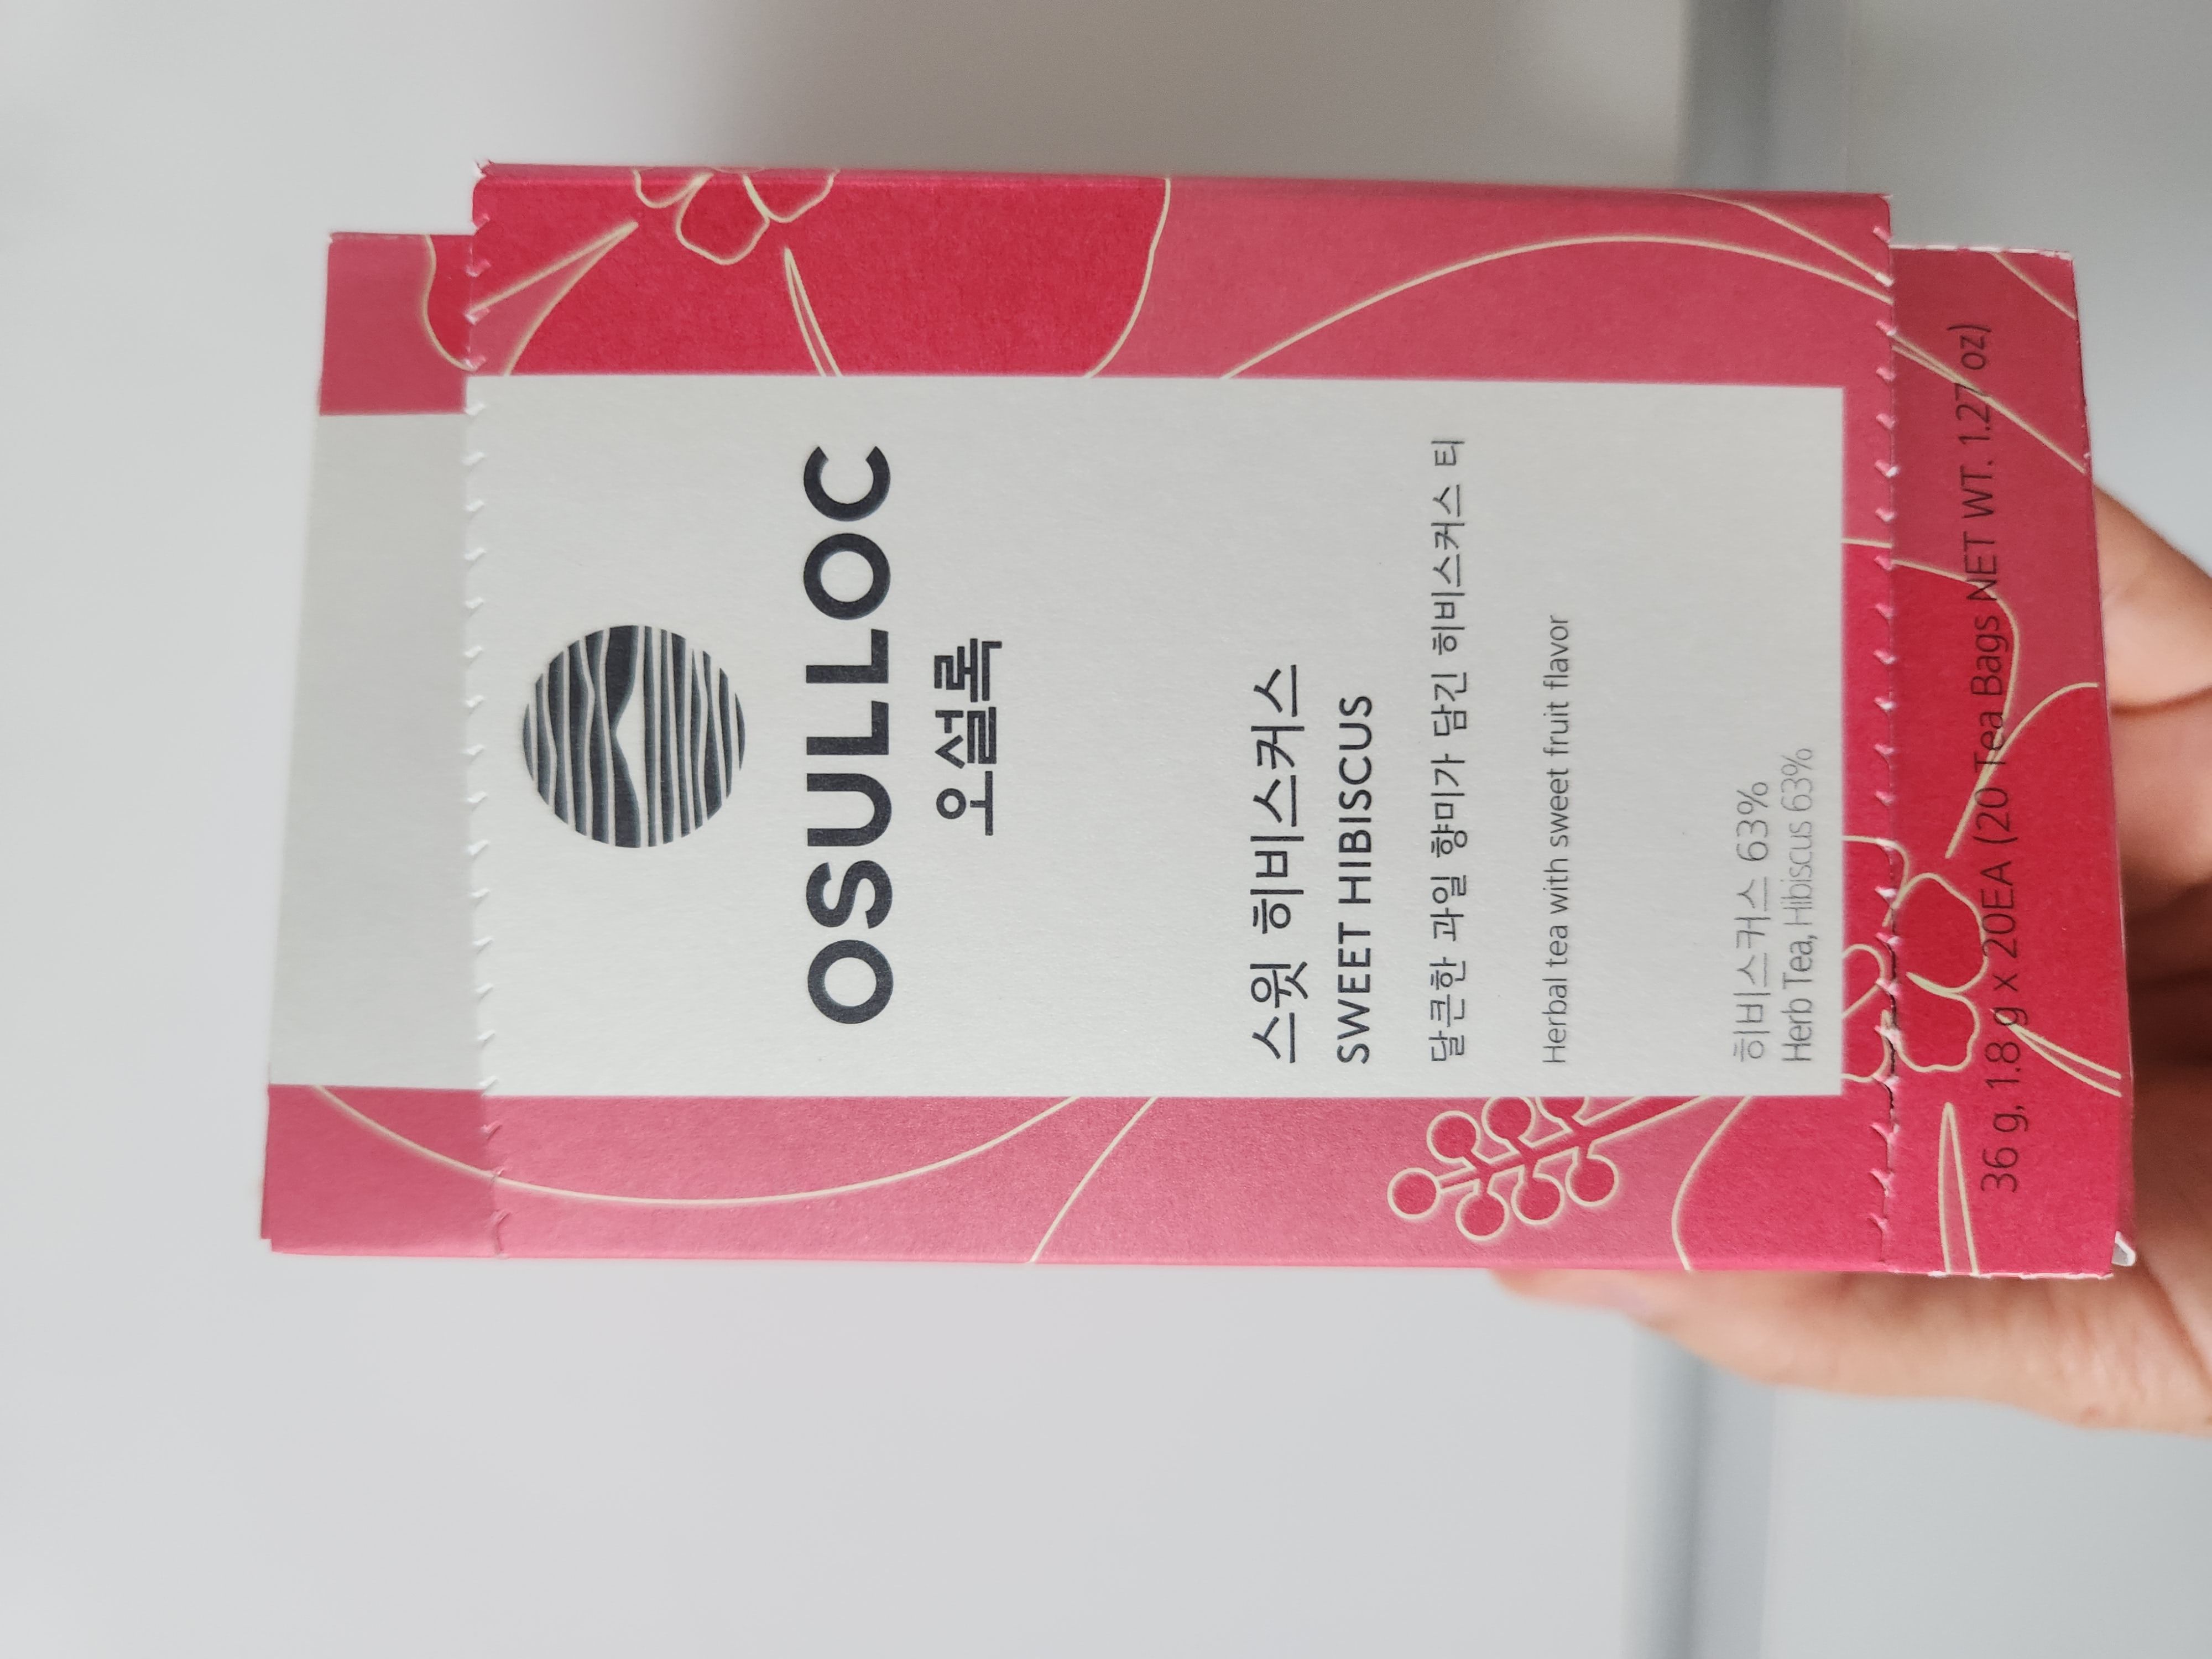 OSULLOC
오설록
스윗 히비스커스
SWEET HIBISCUS
달큰한 과일 향미가 담긴 히비스커스 티
Herbal tea with sweet fruit flavor
히비스커스 63%
Herb Tea, Hibiscus 63%
36 g, 1.8 g x 20EA (20 Tea Bags NET WT. 1.27 oz)